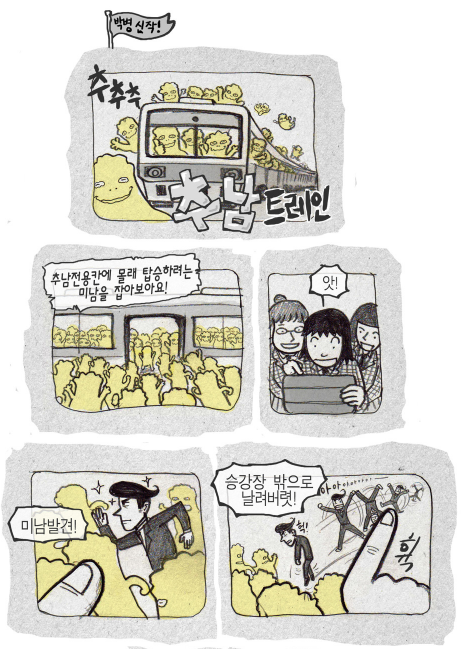 박병 신작!
추추추
추남 트레인
추남전용칸에 몰래 탑승하려는
미남을 잡아보아요!
앗!
미남발견!
승강장 밖으로
날려버렷!
아아아아아아!
헉!
휙